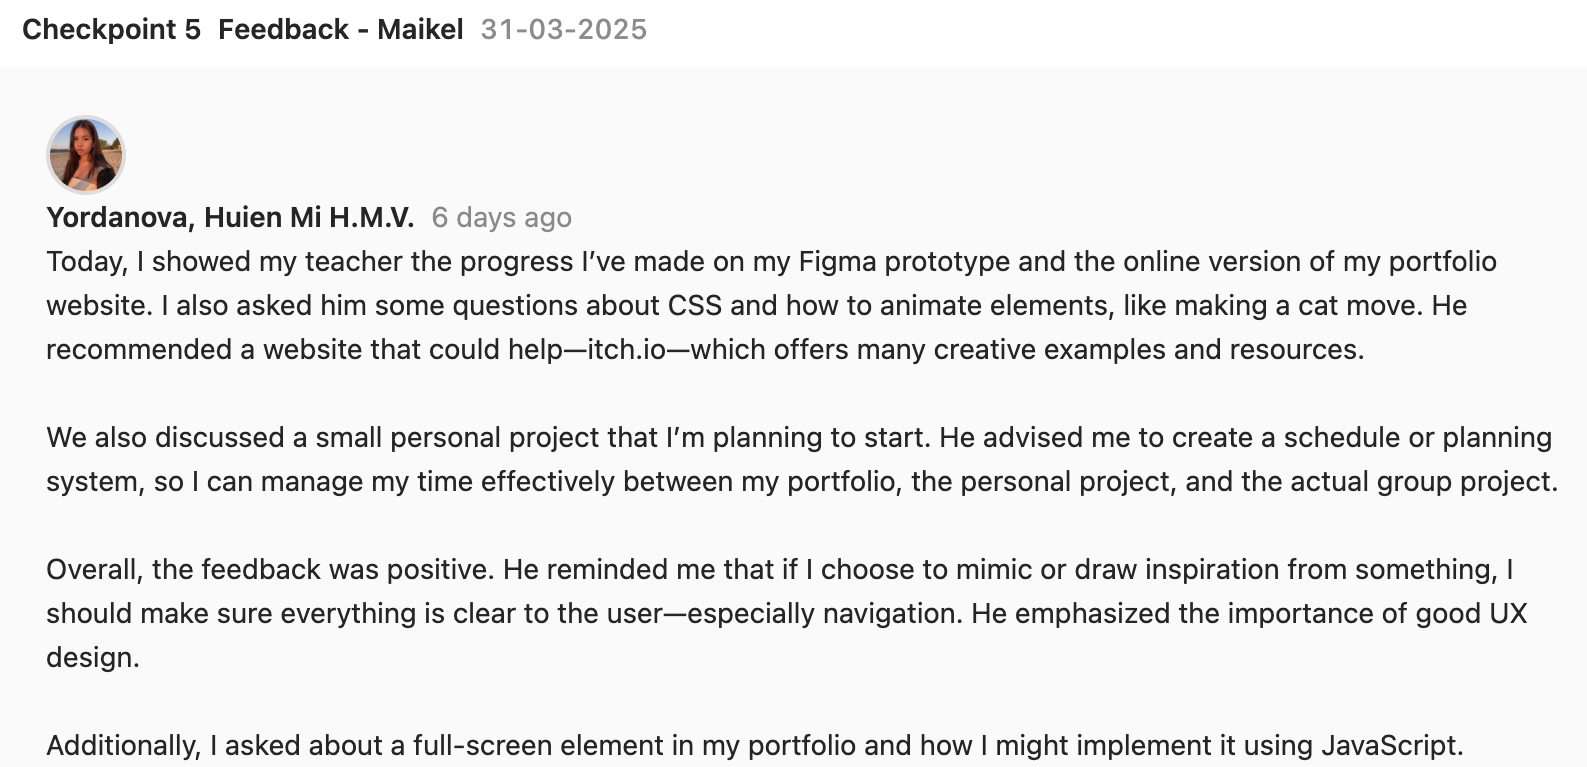 Checkpoint 5 Feedback - Maikel 31-03-2025
Yordanova, Huien Mi H.M.V. 6 days ago
Today, I showed my teacher the progress I’ve made on my Figma prototype and the online version of my portfolio
website. I also asked him some questions about CSS and how to animate elements, like making a cat move. He
recommended a website that could help—itch.io—which offers many creative examples and resources.
We also discussed a small personal project that I’m planning to start. He advised me to create a schedule or planning
system, so I can manage my time effectively between my portfolio, the personal project, and the actual group project.
Overall, the feedback was positive. He reminded me that if I choose to mimic or draw inspiration from something, I
should make sure everything is clear to the user—especially navigation. He emphasized the importance of good UX
design.
Additionally, I asked about a full-screen element in my portfolio and how I might implement it using JavaScript.